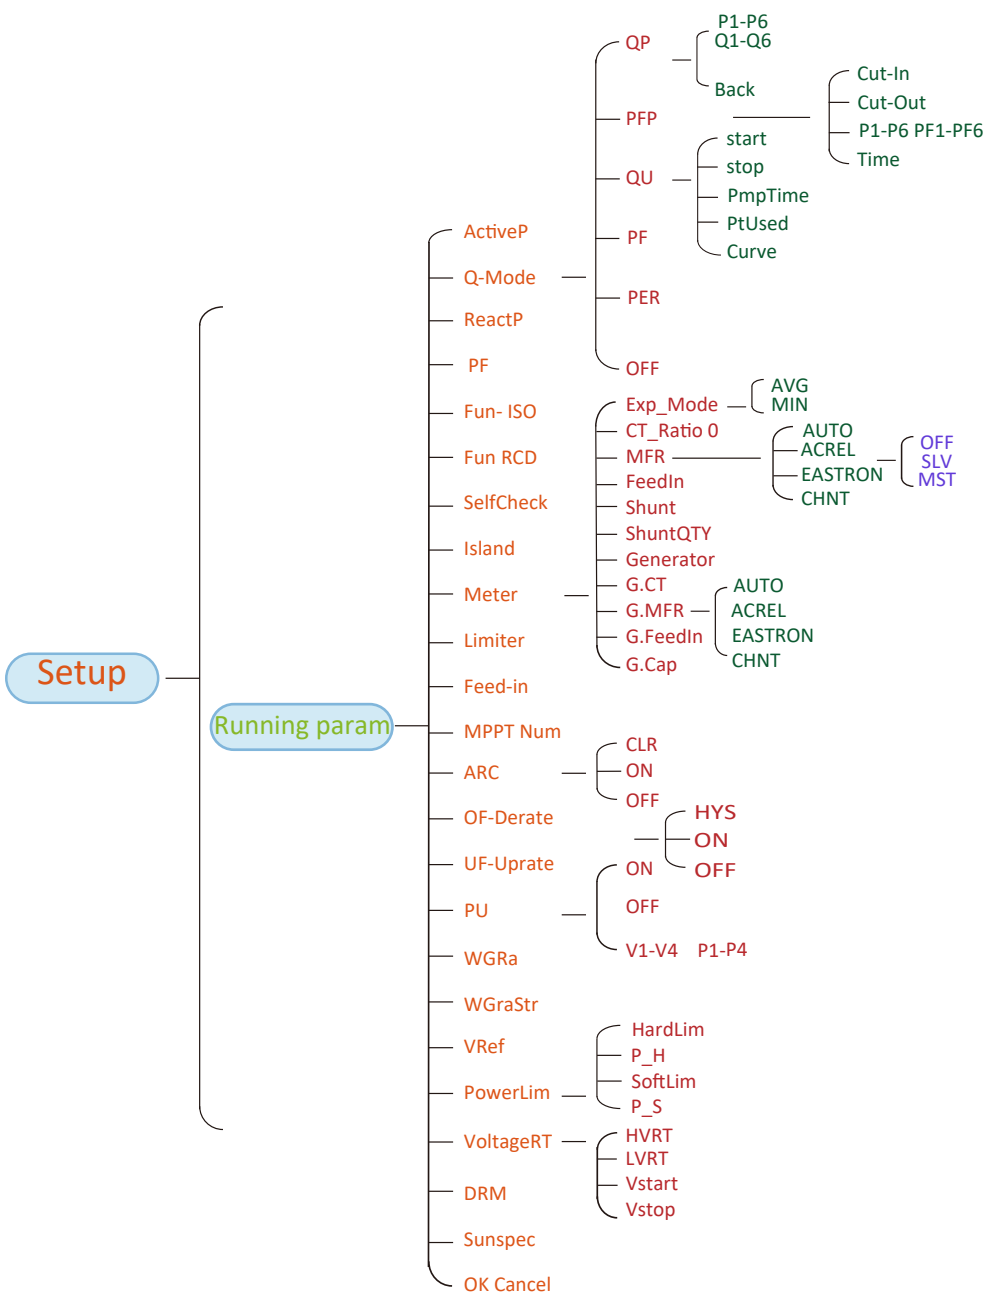 Setup
Running param
ActiveP
Q-Mode
QP
P1-P6
Q1-Q6
Back
PFP
Cut-In
Cut-Out
P1-P6 PF1-PF6
Time
QU
start
stop
PmpTime
PtUsed
Curve
PF
PER
OFF
ReactP
PF
Fun- ISO
Fun RCD
SelfCheck
Island
Meter
Exp_Mode
AVG
MIN
CT_Ratio 0
MFR
AUTO
ACREL
EASTRON
CHNT
OFF
SLV
MST
FeedIn
Shunt
ShuntQTY
Generator
G.CT
G.MFR
AUTO
ACREL
EASTRON
CHNT
G.FeedIn
G.Cap
Limiter
Feed-in
MPPT Num
ARC
CLR
ON
OFF
OF-Derate
HYS
ON
OFF
UF-Uprate
PU
ON
OFF
V1-V4 P1-P4
WGRa
WGraStr
VRef
PowerLim
HardLim
P_H
SoftLim
P_S
VoltageRT
HVRT
LVRT
Vstart
Vstop
DRM
Sunspec
OK Cancel